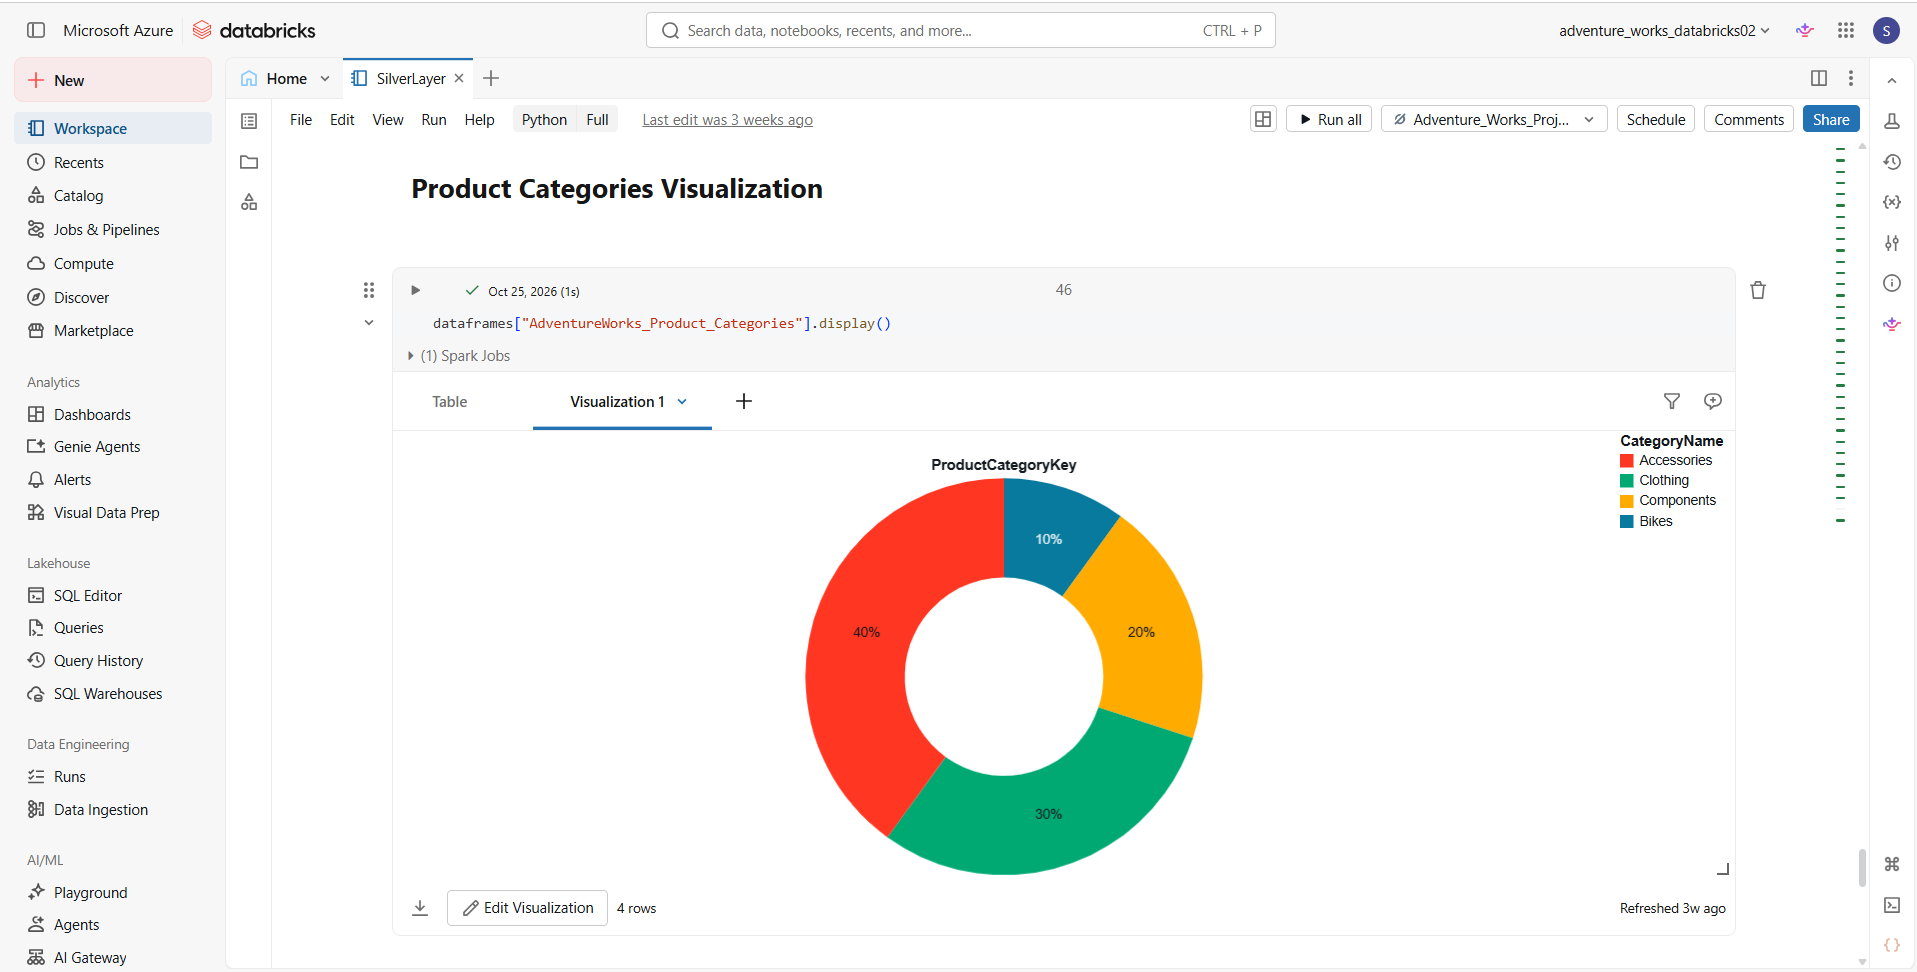 Microsoft Azure databricks
Search data, notebooks, recents, and more... CTRL + P
adventure_works_databricks02
S
New
Workspace
Recents
Catalog
Jobs & Pipelines
Compute
Discover
Marketplace
Analytics
Dashboards
Genie Agents
Alerts
Visual Data Prep
Lakehouse
SQL Editor
Queries
Query History
SQL Warehouses
Data Engineering
Runs
Data Ingestion
AI/ML
Playground
Agents
AI Gateway
Home
SilverLayer
File Edit View Run Help Python Full Last edit was 3 weeks ago
Run all Adventure_Works_Proj... Schedule Comments Share
Product Categories Visualization
Oct 25, 2026 (1s) 46
dataframes["AdventureWorks_Product_Categories"].display()
(1) Spark Jobs
Table Visualization 1
ProductCategoryKey
10%
20%
30%
40%
CategoryName
Accessories
Clothing
Components
Bikes
Edit Visualization 4 rows
Refreshed 3w ago